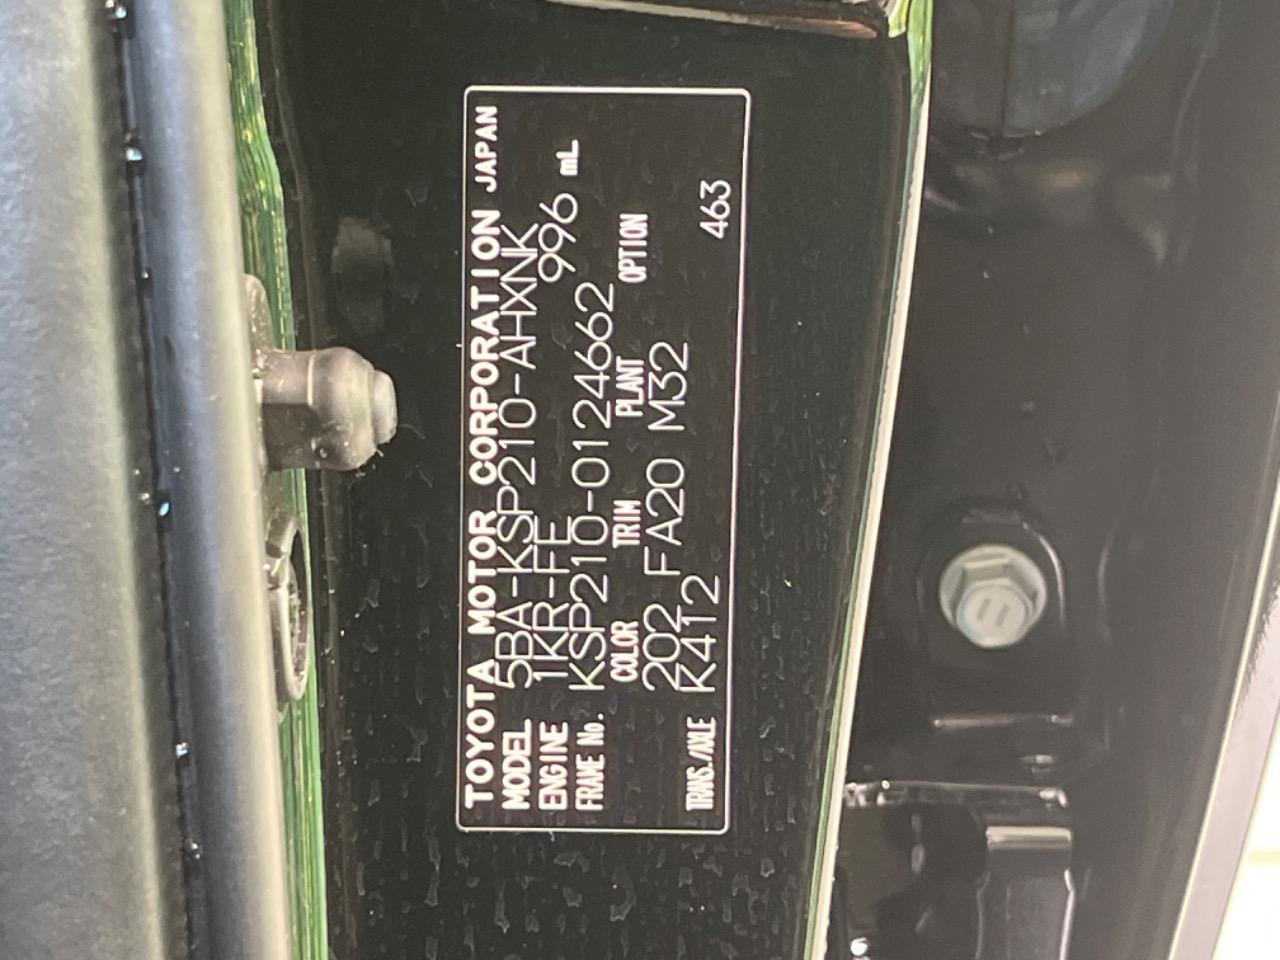 TOYOTA MOTOR CORPORATION JAPAN
MODEL 5BA-KSP210-AHXNK
ENGINE 1KR-FE 996 mL
FRAME No. KSP210-0124662
COLOR TRIM PLANT OPTION
202 FA20 M32
TRANS./AXLE K412 463